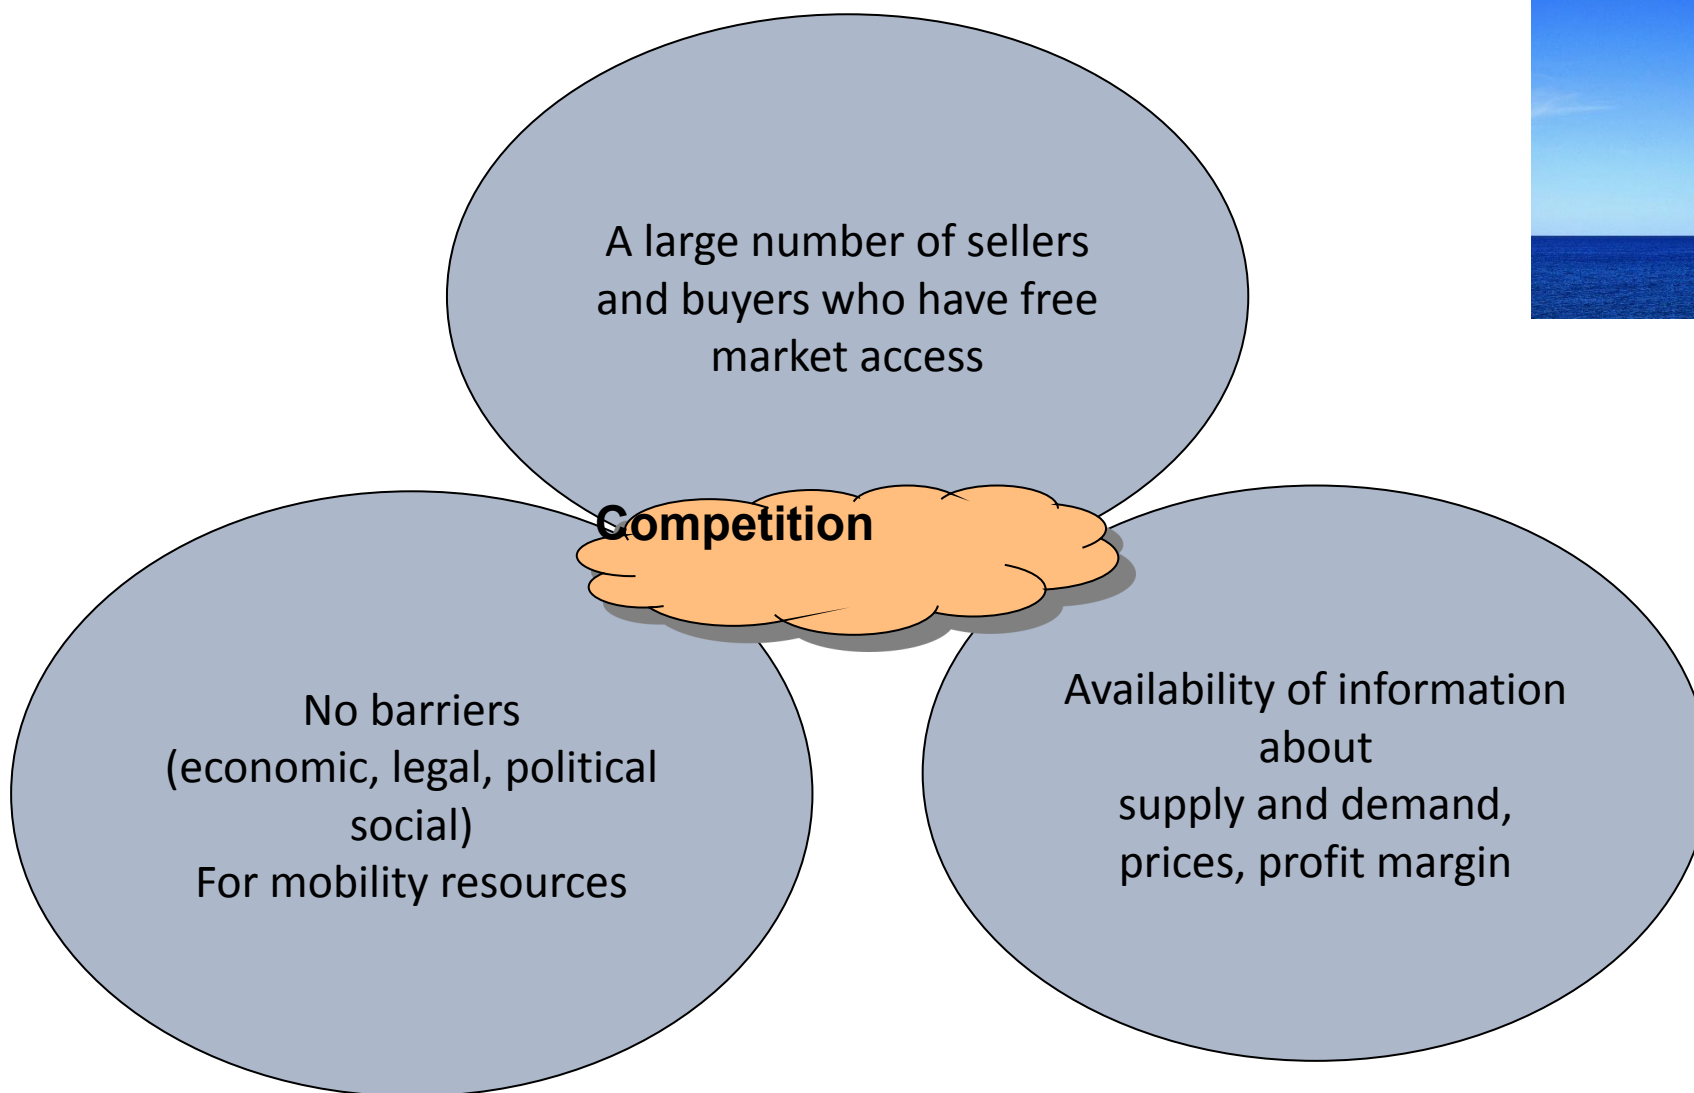 A large number of sellers
and buyers who have free
market access
Competition
No barriers
(economic, legal, political
social)
For mobility resources
Availability of information
about
supply and demand,
prices, profit margin